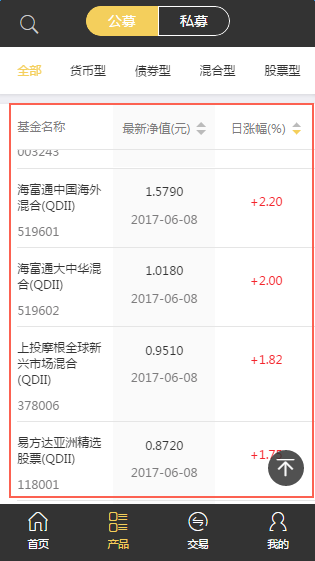 公募 私募
全部 货币型 债券型 混合型 股票型
基金名称 最新净值(元) 日涨幅(%)
003243
海富通中国海外
混合(QDII)
519601
1.5790
2017-06-08
+2.20
海富通大中华混
合(QDII)
519602
1.0180
2017-06-08
+2.00
上投摩根全球新
兴市场混合
(QDII)
378006
0.9510
2017-06-08
+1.82
易方达亚洲精选
股票(QDII)
118001
0.8720
2017-06-08
首页 产品 交易 我的